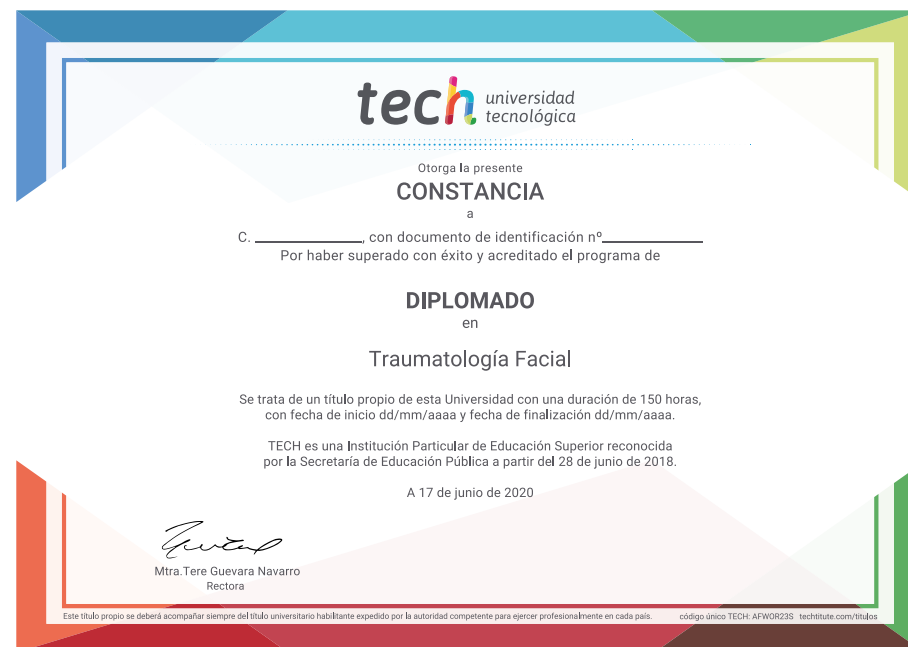 tech universidad
tecnológica
Otorga la presente
CONSTANCIA
a
C. ____________, con documento de identificación nº____________
Por haber superado con éxito y acreditado el programa de
DIPLOMADO
en
Traumatología Facial
Se trata de un título propio de esta Universidad con una duración de 150 horas,
con fecha de inicio dd/mm/aaaa y fecha de finalización dd/mm/aaaa.
TECH es una Institución Particular de Educación Superior reconocida
por la Secretaría de Educación Pública a partir del 28 de junio de 2018.
A 17 de junio de 2020
Mtra.Tere Guevara Navarro
Rectora
Este título propio se deberá acompañar siempre del título universitario habilitante expedido por la autoridad competente para ejercer profesionalmente en cada país. código único TECH: AFWOR23S techtitute.com/titulos